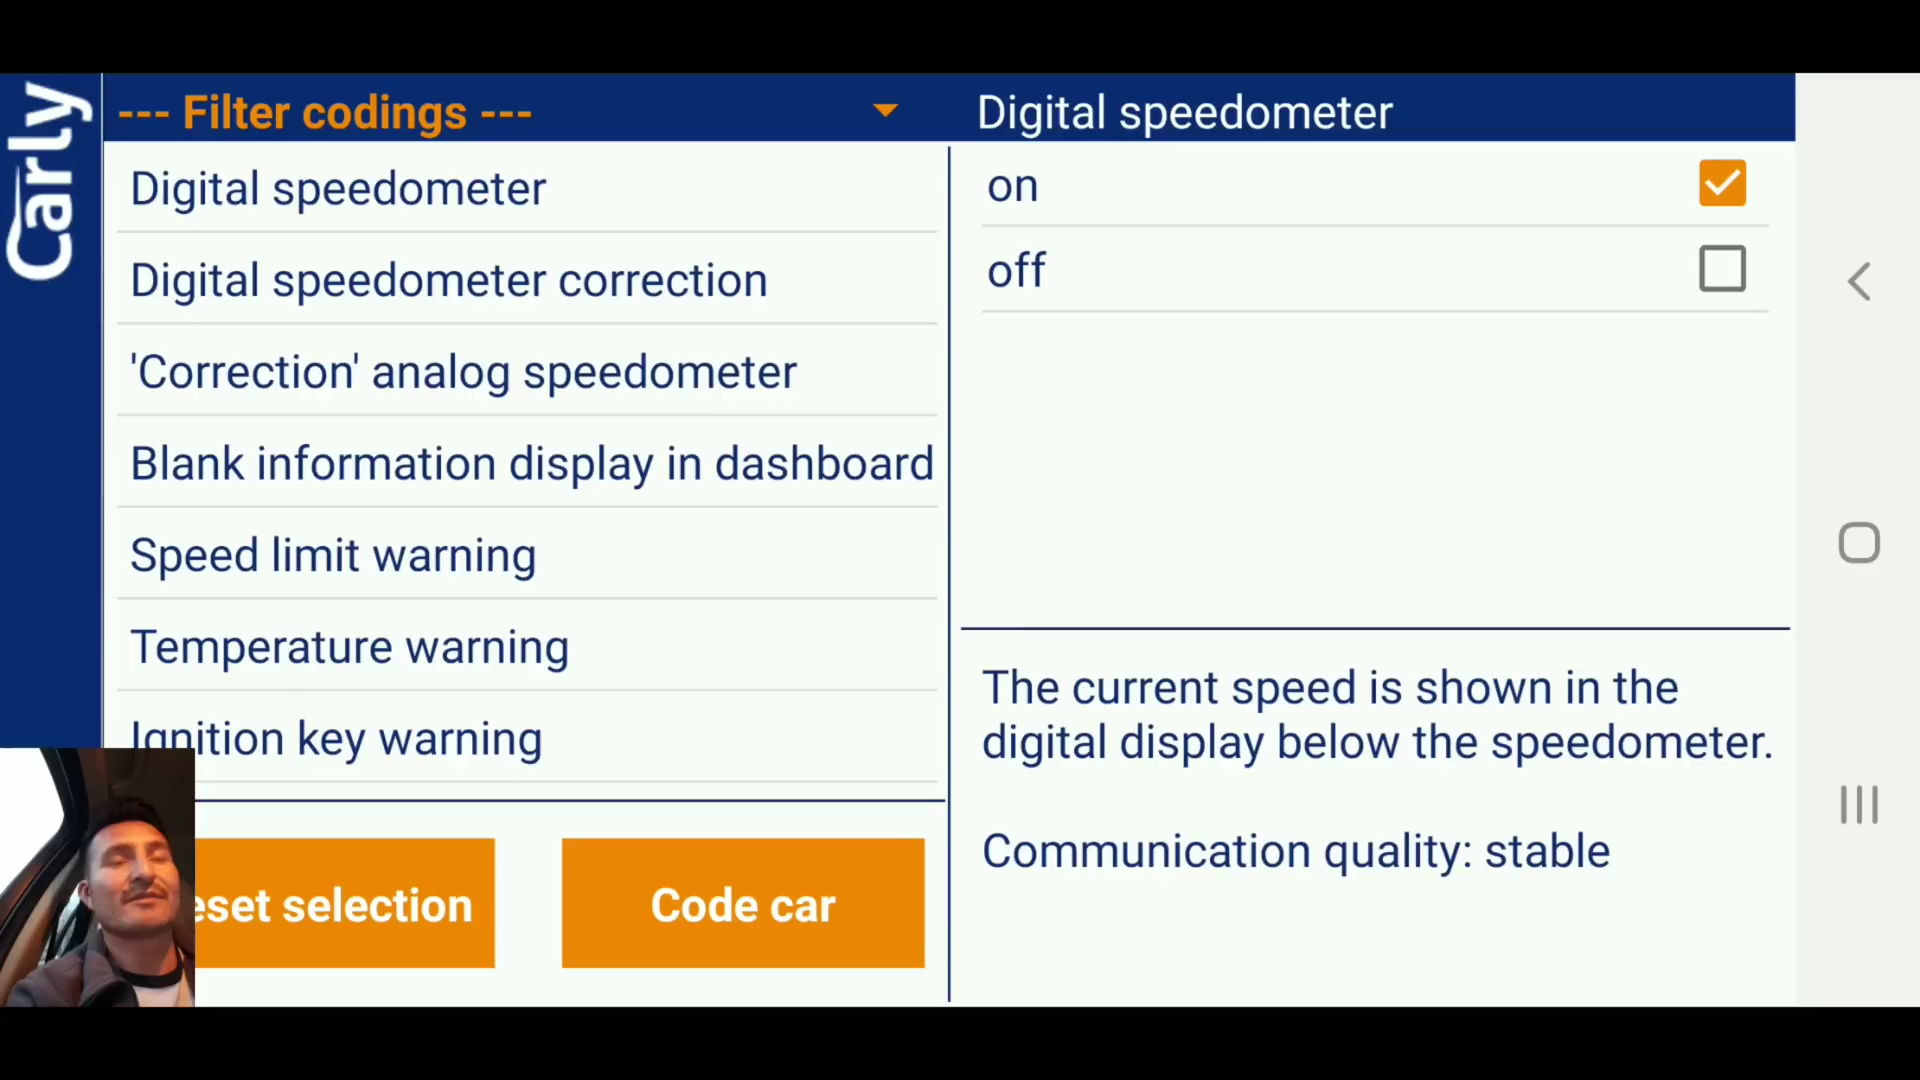 Carly
--- Filter codings ---
Digital speedometer
Digital speedometer correction
'Correction' analog speedometer
Blank information display in dashboard
Speed limit warning
Temperature warning
Ignition key warning
eset selection
Code car
Digital speedometer
on
off
The current speed is shown in the
digital display below the speedometer.
Communication quality: stable